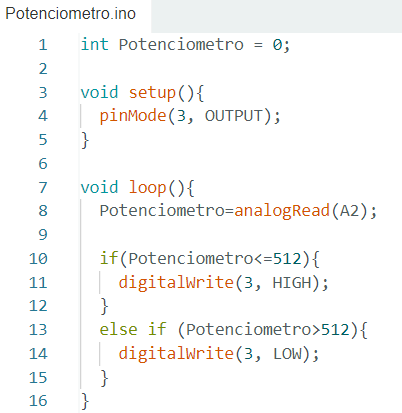 Potenciometro.ino
1 int Potenciometro = 0;
2
3 void setup(){
4 pinMode(3, OUTPUT);
5 }
6
7 void loop(){
8 Potenciometro=analogRead(A2);
9
10 if(Potenciometro<=512){
11 digitalWrite(3, HIGH);
12 }
13 else if (Potenciometro>512){
14 digitalWrite(3, LOW);
15 }
16 }